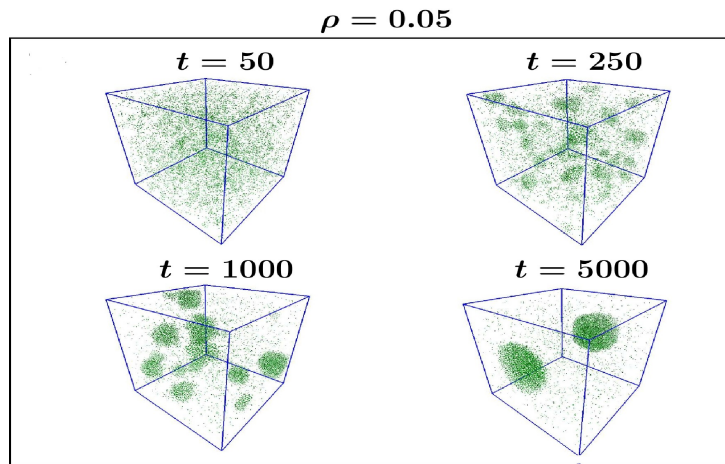 ρ = 0.05
t = 50 t = 250
t = 1000 t = 5000